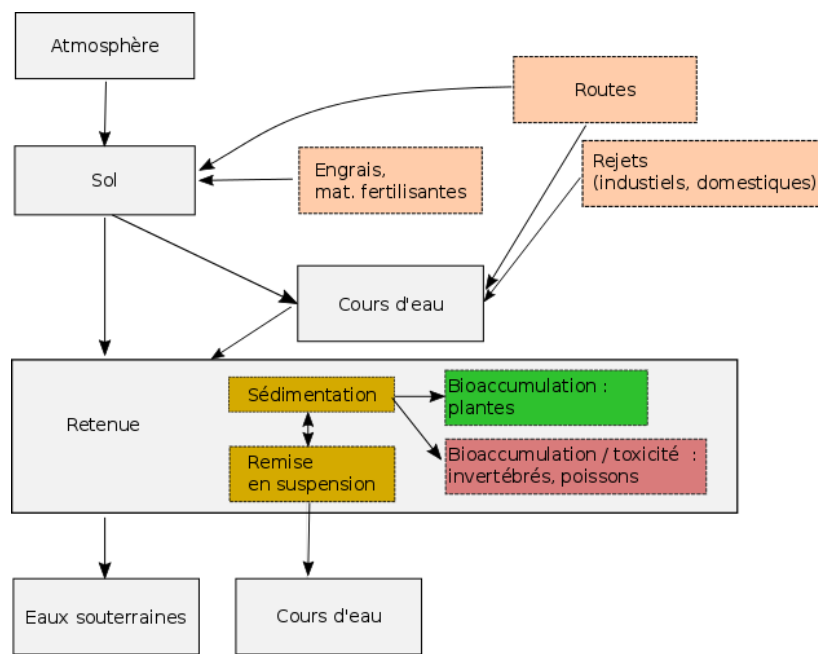 Atmosphère
Routes
Sol
Engrais,
mat. fertilisantes
Rejets
(industiels, domestiques)
Cours d'eau
Retenue
Sédimentation
Bioaccumulation :
plantes
Remise
en suspension
Bioaccumulation / toxicité :
invertébrés, poissons
Eaux souterraines
Cours d'eau